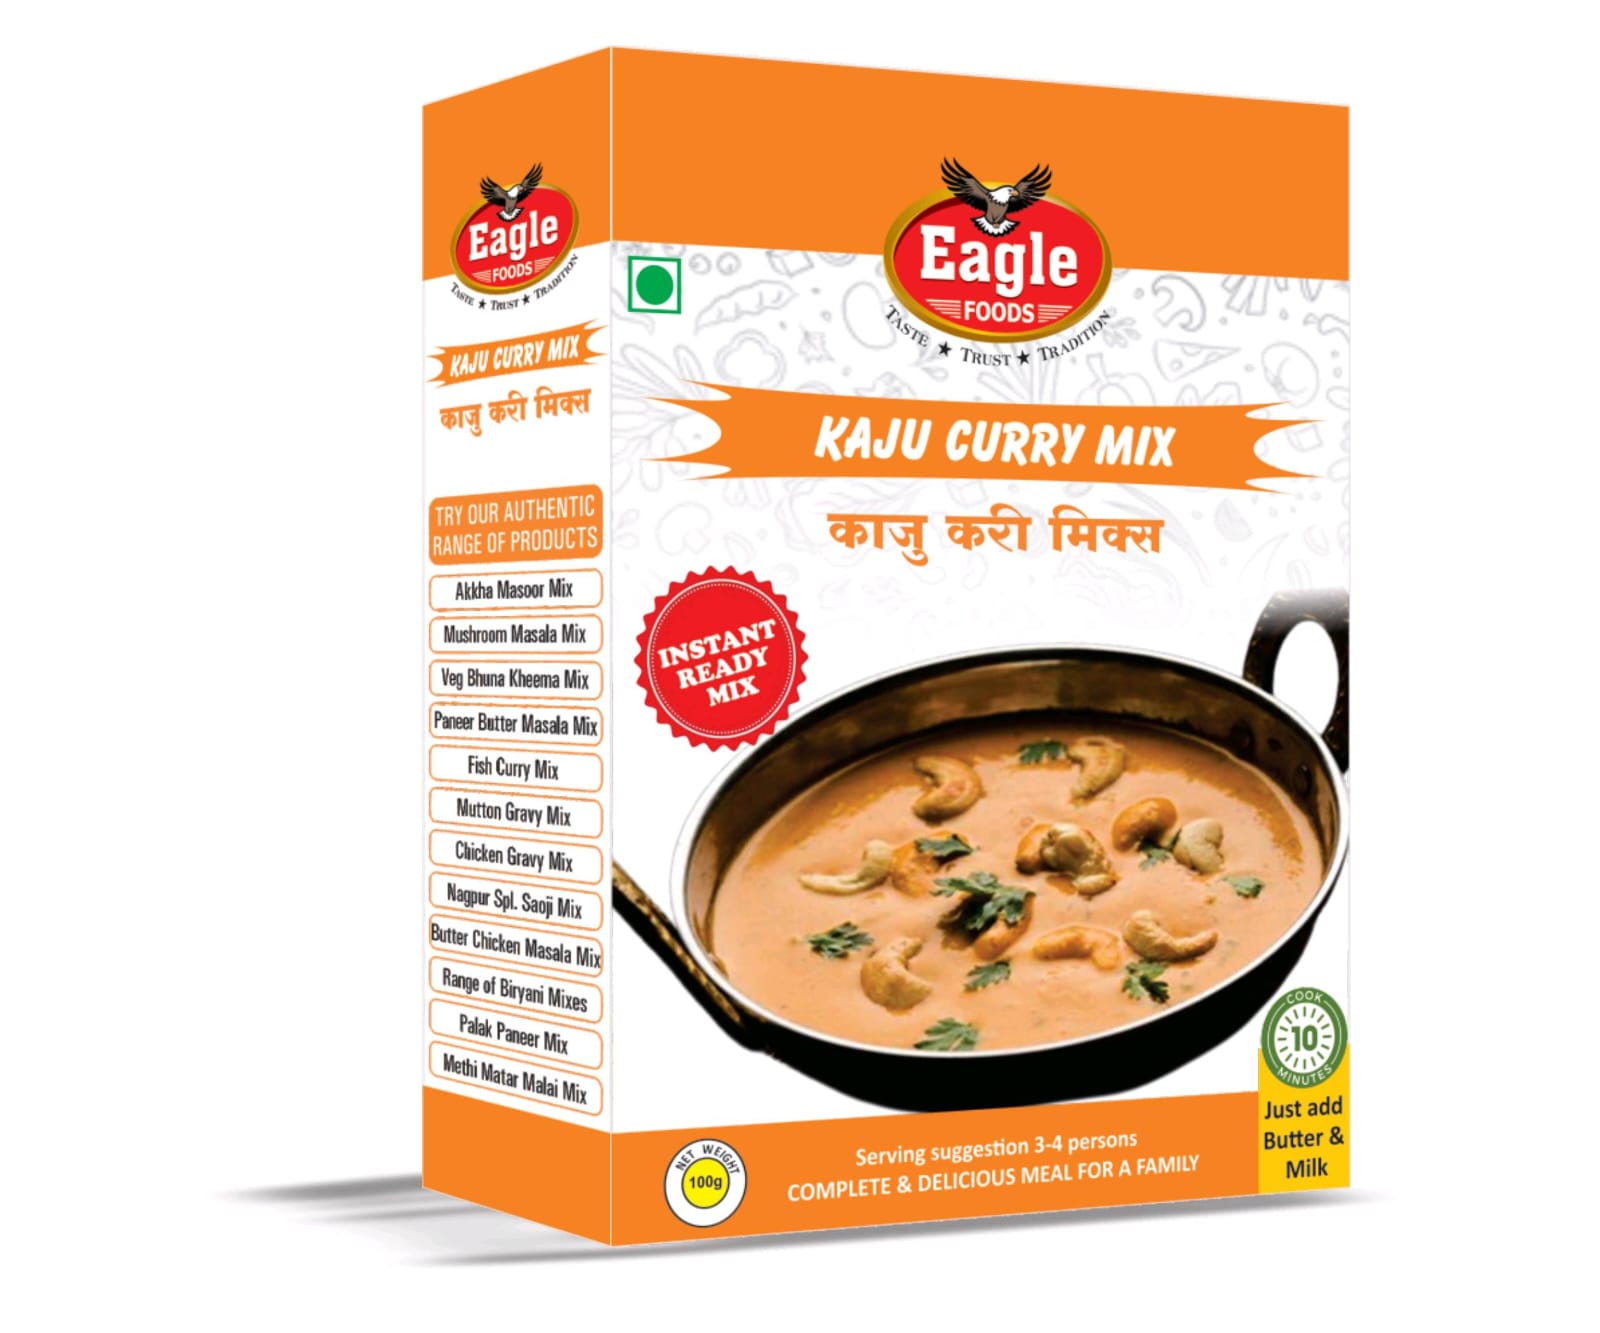 Eagle
FOODS
TASTE ★ TRUST ★ TRADITION
KAJU CURRY MIX
काजु करी मिक्स
TRY OUR AUTHENTIC
RANGE OF PRODUCTS
Akkha Masoor Mix
Mushroom Masala Mix
Veg Bhuna Kheema Mix
Paneer Butter Masala Mix
Fish Curry Mix
Mutton Gravy Mix
Chicken Gravy Mix
Nagpur Spl. Saoji Mix
Butter Chicken Masala Mix
Range of Biryani Mixes
Palak Paneer Mix
Methi Matar Malai Mix
Eagle
FOODS
TASTE ★ TRUST ★ TRADITION
KAJU CURRY MIX
काजु करी मिक्स
INSTANT
READY
MIX
COOK
10
MINUTES
Just add
Butter &
Milk
NET WEIGHT
100g
Serving suggestion 3-4 persons
COMPLETE & DELICIOUS MEAL FOR A FAMILY